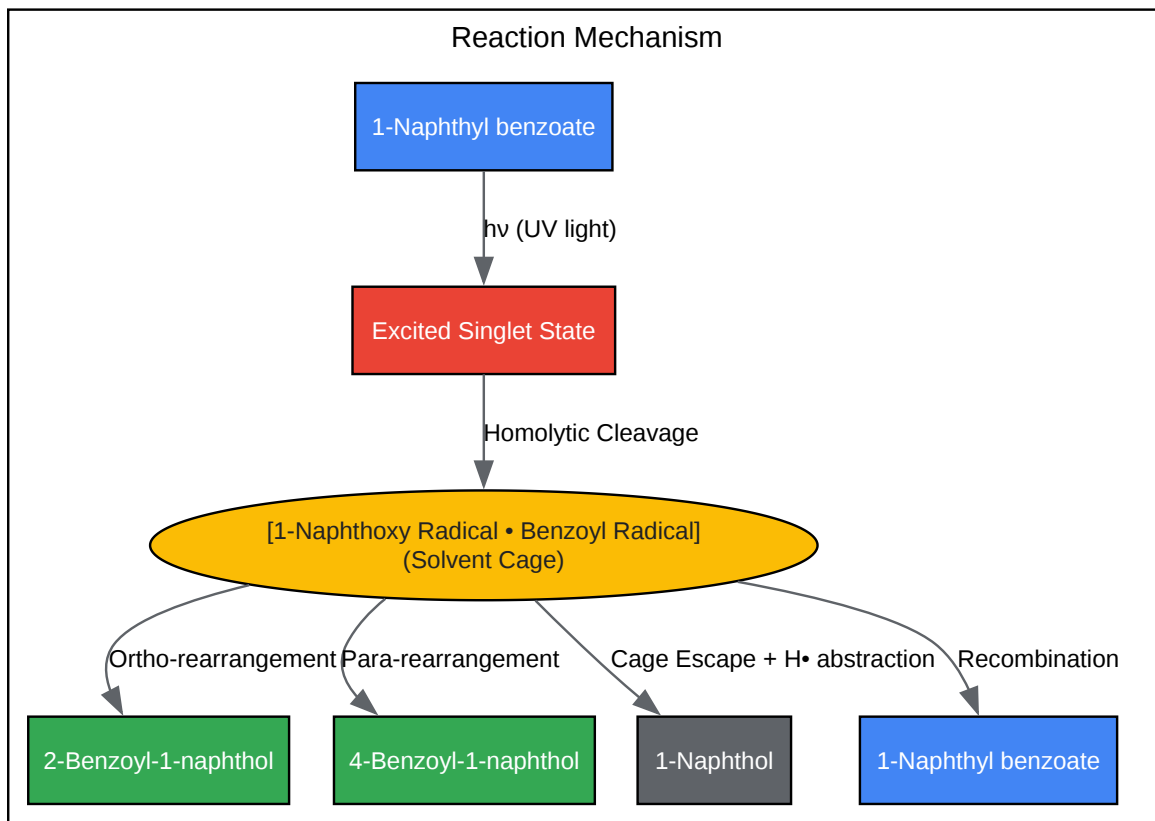 Reaction Mechanism
1-Naphthyl benzoate
hν (UV light)
Excited Singlet State
Homolytic Cleavage
[1-Naphthoxy Radical • Benzoyl Radical]
(Solvent Cage)
Ortho-rearrangement
Para-rearrangement
Cage Escape + H• abstraction
Recombination
2-Benzoyl-1-naphthol
4-Benzoyl-1-naphthol
1-Naphthol
1-Naphthyl benzoate